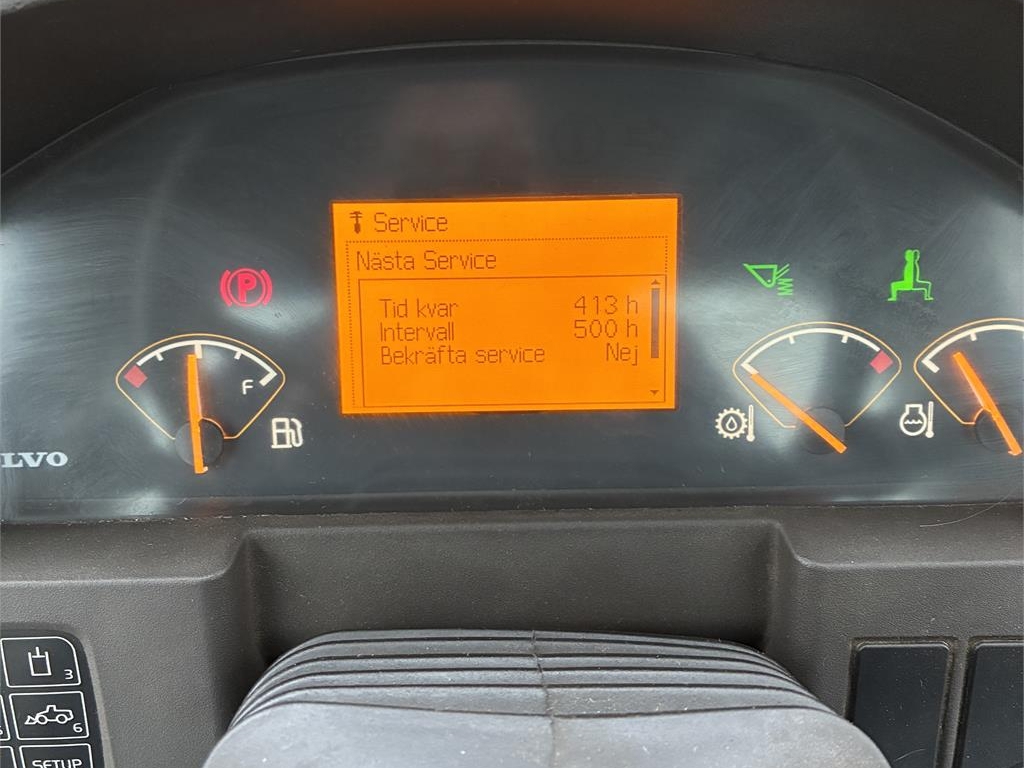 Service
Nästa Service
Tid kvar 413 h
Intervall 500 h
Bekräfta service Nej
P
F
LVO
3
6
SETUP